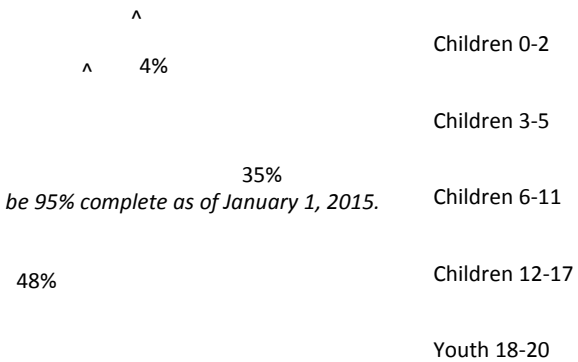 ^
Children 0-2
^ 4%
Children 3-5
35%
be 95% complete as of January 1, 2015.
Children 6-11
48%
Children 12-17
Youth 18-20